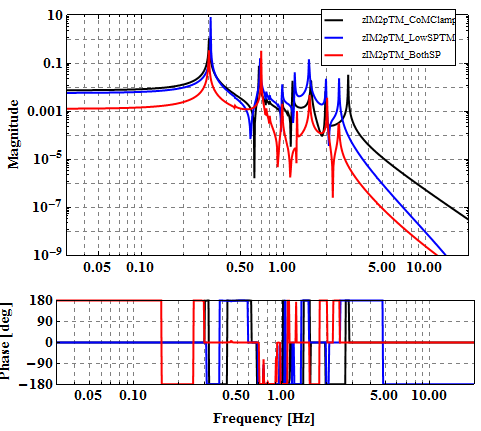 10
zIM2pTM_CoMClamp
zIM2pTM_LowSPTM
zIM2pTM_BothSP
0.1
0.001
10^-5
10^-7
10^-9
Magnitude
0.05 0.10 0.50 1.00 5.00 10.00
180
90
0
-90
-180
Phase [deg]
0.05 0.10 0.50 1.00 5.00 10.00
Frequency [Hz]